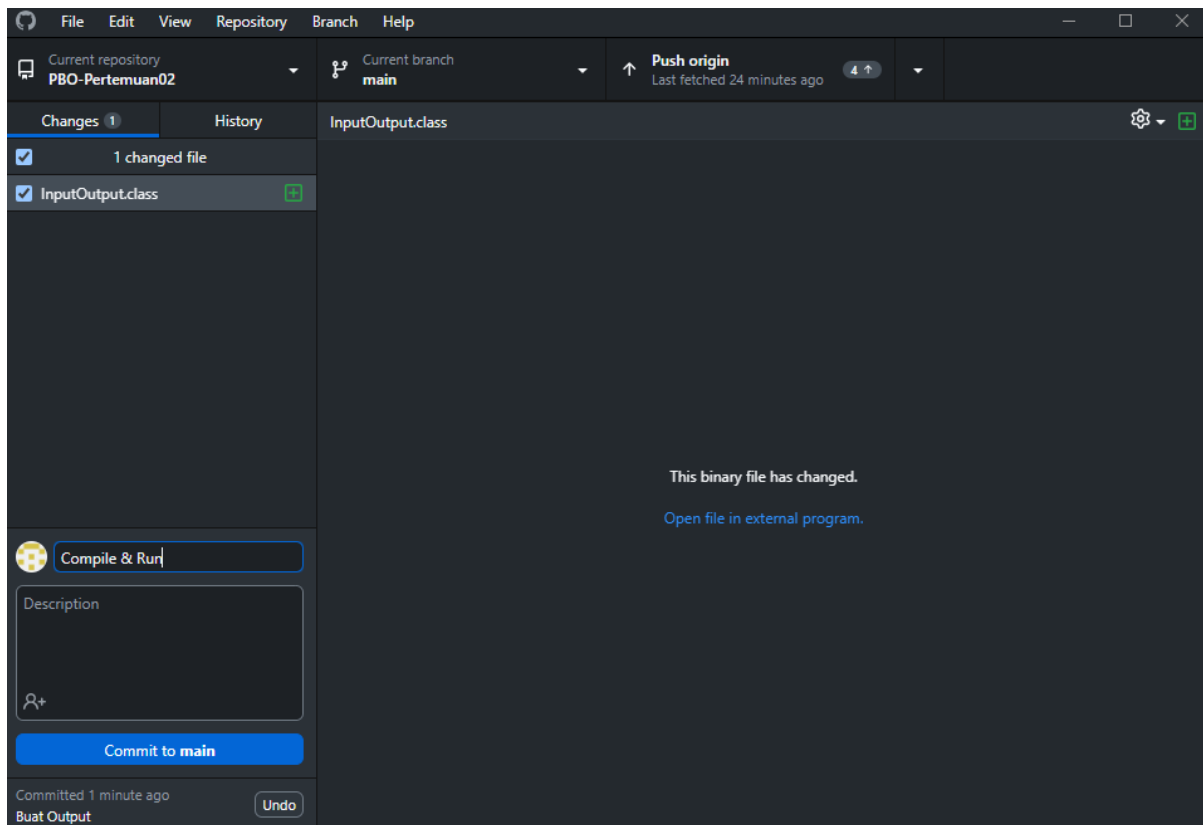 File Edit View Repository Branch Help
Current repository
PBO-Pertemuan02
Current branch
main
Push origin
Last fetched 24 minutes ago
4
Changes 1
History
1 changed file
InputOutput.class
InputOutput.class
This binary file has changed.
Open file in external program.
Compile & Run
Description
Commit to main
Committed 1 minute ago
Buat Output
Undo